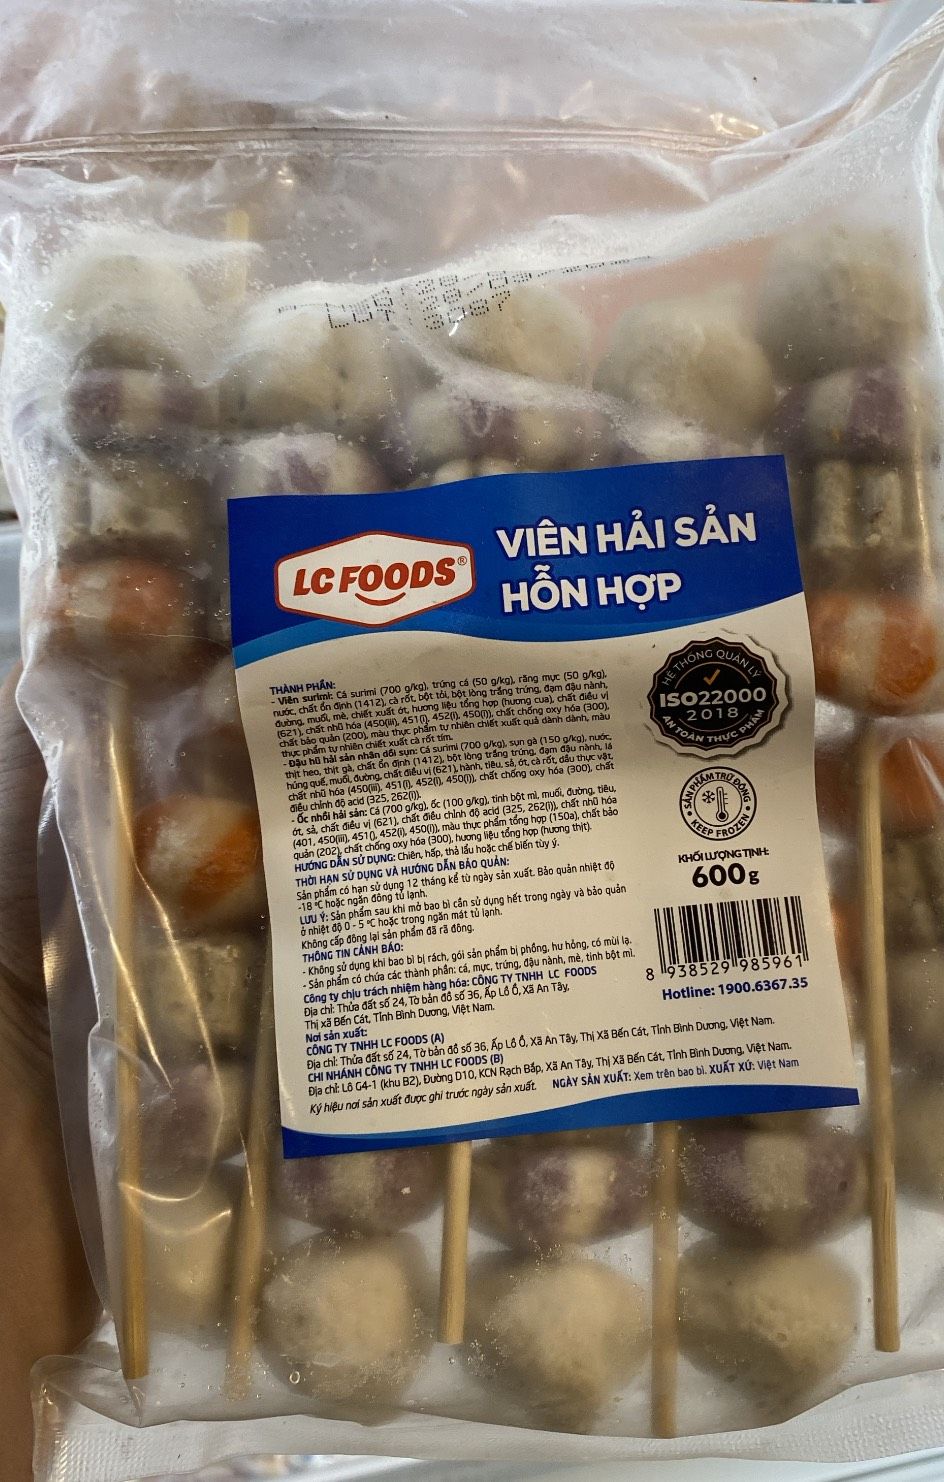 LC FOODS®
VIÊN HẢI SẢN
HỖN HỢP
THÀNH PHẦN:
- Viên surimi: Cá surimi (700 g/kg), trứng cá (50 g/kg), răng mực (50 g/kg),
nước, chất ổn định (1412), cà rốt, bột tỏi, bột lòng trắng trứng, đạm đậu nành,
đường, muối, mè, chiết xuất ớt, hương liệu tổng hợp (hương cua), chất điều vị
(621), chất nhũ hóa (450(iii), 451(i), 452(i), 450(i)), chất chống oxy hóa (300),
chất bảo quản (200), màu thực phẩm tự nhiên chiết xuất quả dành dành, màu
thực phẩm tự nhiên chiết xuất cà rốt tím.
- Đậu hũ hải sản nhân dồi sụn: Cá surimi (700 g/kg), sụn gà (150 g/kg), nước,
thịt heo, thịt gà, chất ổn định (1412), bột lòng trắng trứng, đạm đậu nành, lá
húng quế, muối, đường, chất điều vị (621), hành, tiêu, sả, ớt, cà rốt, dầu thực vật,
chất nhũ hóa (450(iii), 451(i), 452(i), 450(i)), chất chống oxy hóa (300), chất
điều chỉnh độ acid (325, 262(i)).
- Ốc nhồi hải sản: Cá (700 g/kg), ốc (100 g/kg), tinh bột mì, muối, đường, tiêu,
ớt, sả, chất điều vị (621), chất điều chỉnh độ acid (325, 262(i)), chất nhũ hóa
(401, 450(iii), 451(i), 452(i), 450(i)), màu thực phẩm tổng hợp (150a), chất bảo
quản (202), chất chống oxy hóa (300), hương liệu tổng hợp (hương thịt).
HƯỚNG DẪN SỬ DỤNG: Chiên, hấp, thả lẩu hoặc chế biến tùy ý.
THỜI HẠN SỬ DỤNG VÀ HƯỚNG DẪN BẢO QUẢN:
Sản phẩm có hạn sử dụng 12 tháng kể từ ngày sản xuất. Bảo quản nhiệt độ
-18 °C hoặc ngăn đông tủ lạnh.
LƯU Ý: Sản phẩm sau khi mở bao bì cần sử dụng hết trong ngày và bảo quản
ở nhiệt độ 0 - 5 °C hoặc trong ngăn mát tủ lạnh.
Không cấp đông lại sản phẩm đã rã đông.
THÔNG TIN CẢNH BÁO:
- Không sử dụng khi bao bì bị rách, gói sản phẩm bị phồng, hư hỏng, có mùi lạ.
- Sản phẩm có chứa các thành phần: cá, mực, trứng, đậu nành, mè, tinh bột mì.
Công ty chịu trách nhiệm hàng hóa: CÔNG TY TNHH LC FOODS
Địa chỉ: Thửa đất số 24, Tờ bản đồ số 36, Ấp Lồ Ồ, Xã An Tây,
Thị xã Bến Cát, Tỉnh Bình Dương, Việt Nam.
Nơi sản xuất:
CÔNG TY TNHH LC FOODS (A)
Địa chỉ: Thửa đất số 24, Tờ bản đồ số 36, Ấp Lồ Ồ, Xã An Tây, Thị Xã Bến Cát, Tỉnh Bình Dương, Việt Nam.
CHI NHÁNH CÔNG TY TNHH LC FOODS (B)
Địa chỉ: Lô G4-1 (khu B2), Đường D10, KCN Rạch Bắp, Xã An Tây, Thị Xã Bến Cát, Tỉnh Bình Dương, Việt Nam.
Ký hiệu nơi sản xuất được ghi trước ngày sản xuất. NGÀY SẢN XUẤT: Xem trên bao bì. XUẤT XỨ: Việt Nam
HỆ THỐNG QUẢN LÝ
ISO22000
2018
AN TOÀN THỰC PHẨM
SẢN PHẨM TRỮ ĐÔNG
KEEP FROZEN
KHỐI LƯỢNG TỊNH:
600g
8 938529 985961
Hotline: 1900.6367.35